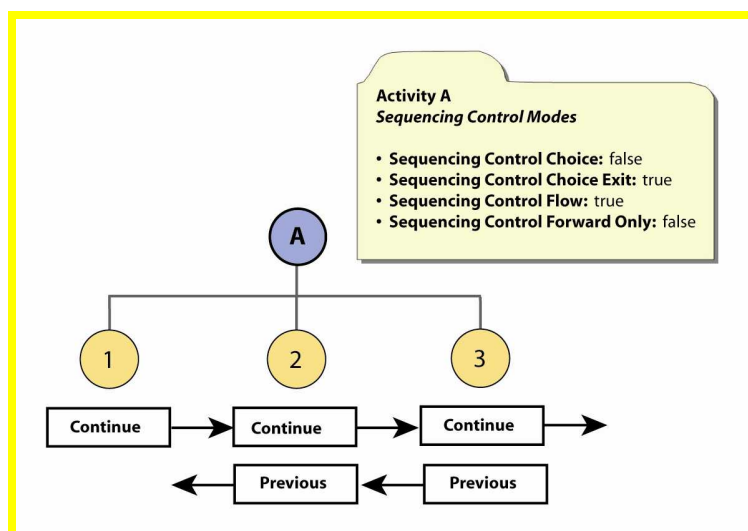 Activity A
Sequencing Control Modes
• Sequencing Control Choice: false
• Sequencing Control Choice Exit: true
• Sequencing Control Flow: true
• Sequencing Control Forward Only: false
A
1 2 3
Continue Continue Continue
Previous Previous